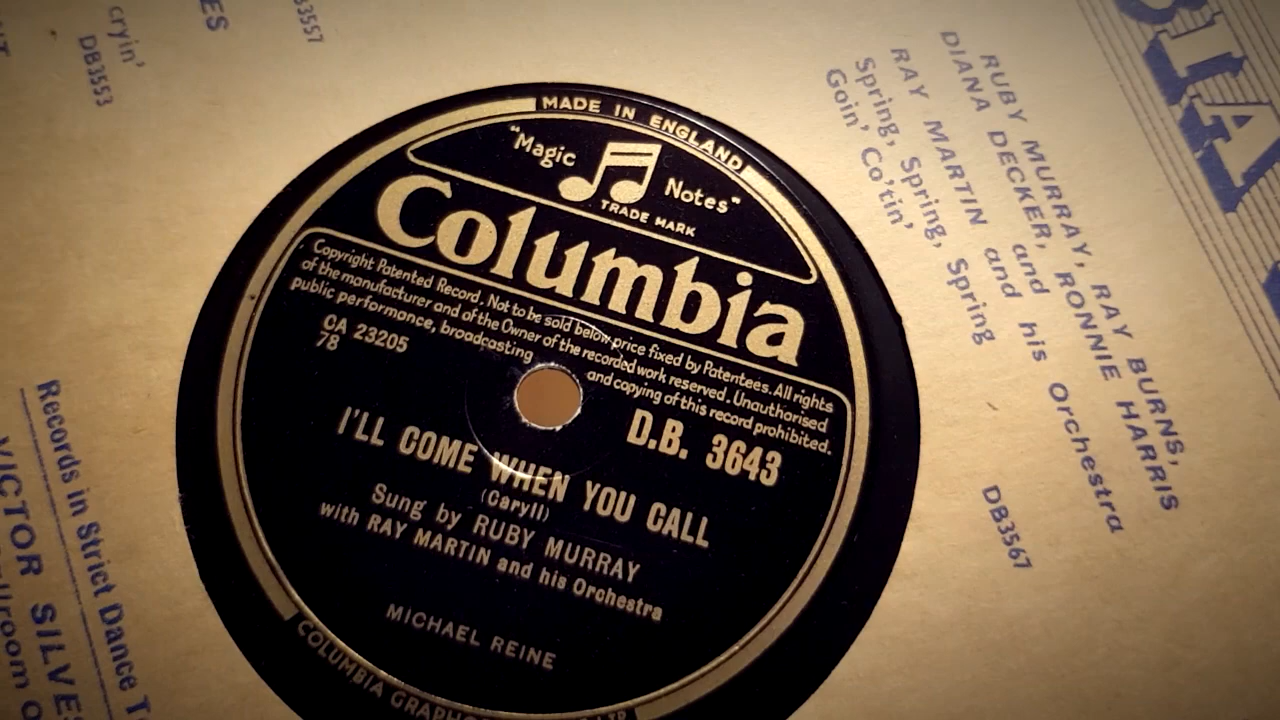 MADE IN ENGLAND
"Magic Notes"
TRADE MARK
Columbia
Copyright Patented Record. Not to be sold below price fixed by Patentees. All rights
of the manufacturer and of the Owner of the recorded work reserved. Unauthorised
public performance, broadcasting and copying of this record prohibited.
CA 23205
78
D.B. 3643
I'LL COME WHEN YOU CALL
(Caryll)
Sung by RUBY MURRAY
with RAY MARTIN and his Orchestra
MICHAEL REINE
COLUMBIA
RUBY MURRAY, RAY BURNS,
DIANA DECKER, RONNIE HARRIS
and
RAY MARTIN and his Orchestra
Spring, Spring, Spring
Goin' Co'tin'
DB3567
cryin'
DB3553
Records in Strict Dance
VICTOR